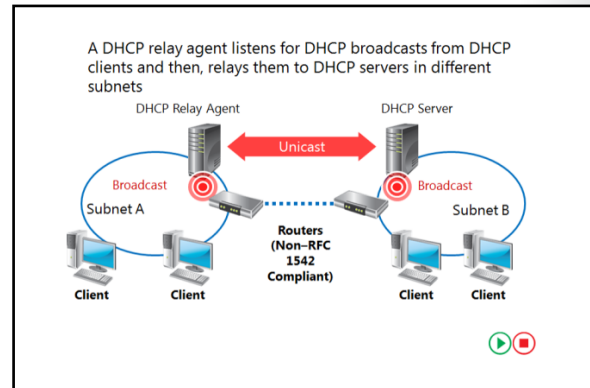 A DHCP relay agent listens for DHCP broadcasts from DHCP
clients and then, relays them to DHCP servers in different
subnets
DHCP Relay Agent
DHCP Server
Unicast
Broadcast
Broadcast
Subnet A
Subnet B
Routers
(Non–RFC
1542
Compliant)
Client
Client
Client
Client